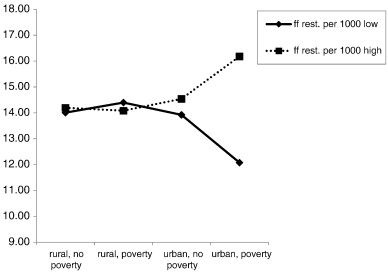 18.00
17.00
16.00
15.00
14.00
13.00
12.00
11.00
10.00
9.00
rural, no
poverty
rural, poverty
urban, no
poverty
urban, poverty
ff rest. per 1000 low
ff rest. per 1000 high